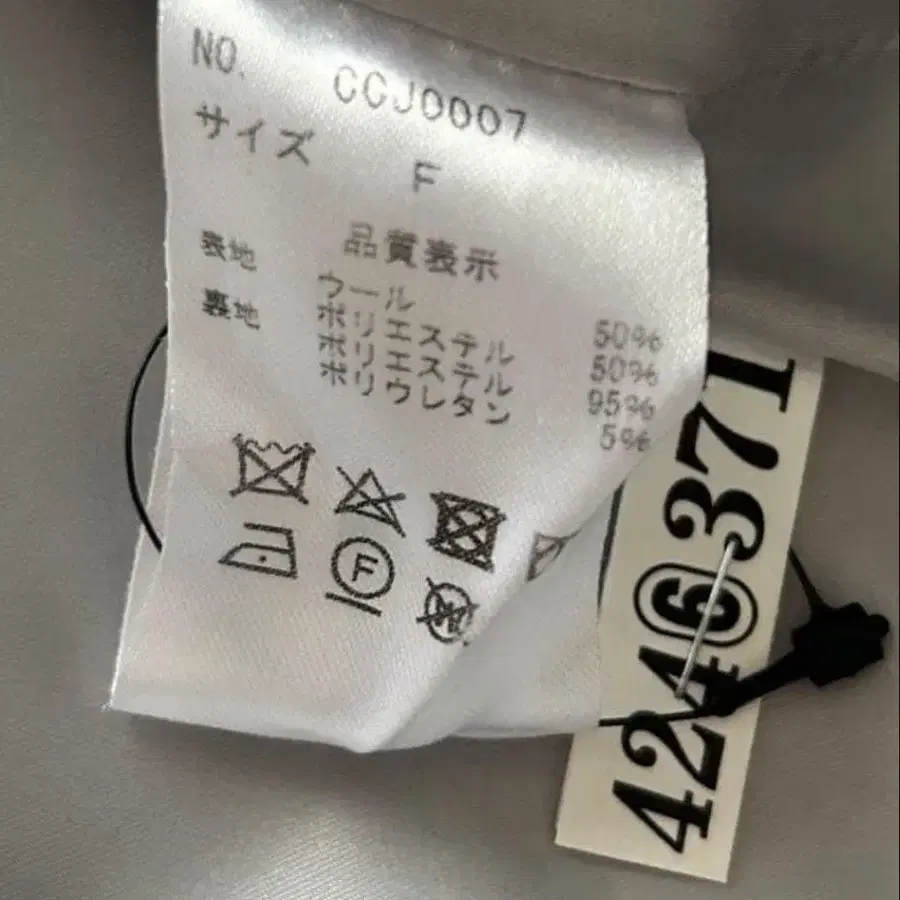 NO. CCJ0007
サイズ F
品質表示
表地 ウール 50%
ポリエステル 50%
裏地 ポリエステル 95%
ポリウレタン 5%
F
W
4246371